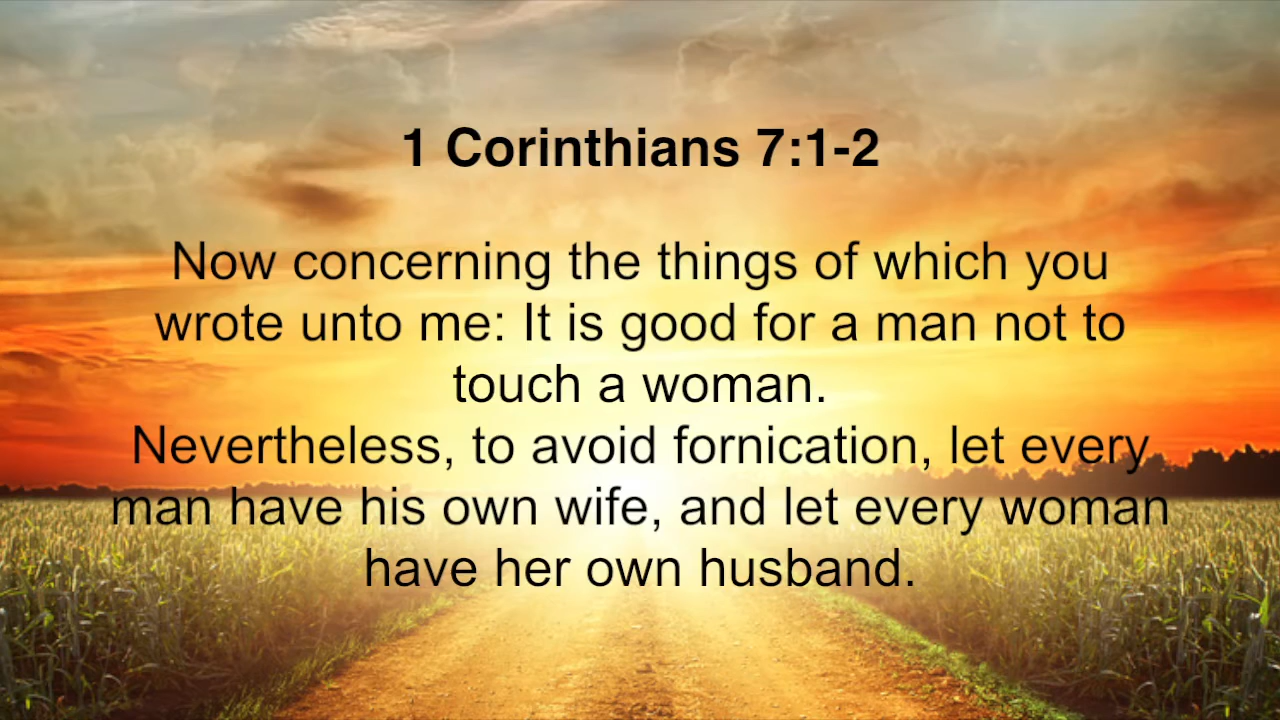 1 Corinthians 7:1-2
Now concerning the things of which you
wrote unto me: It is good for a man not to
touch a woman.
Nevertheless, to avoid fornication, let every
man have his own wife, and let every woman
have her own husband.